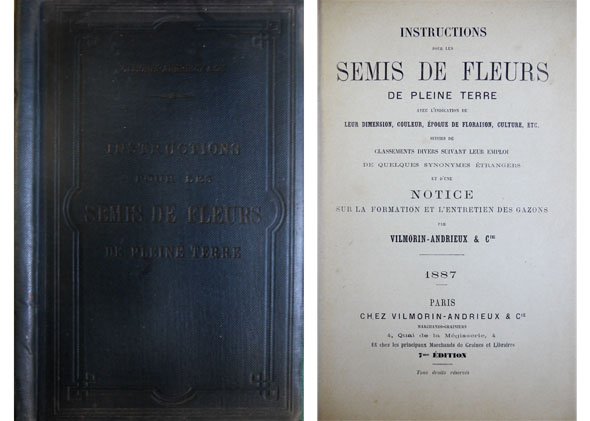 VILMORIN-ANDRIEUX & Cie
INSTRUCTIONS
POUR LES
SEMIS DE FLEURS
DE PLEINE TERRE
INSTRUCTIONS
POUR LES
SEMIS DE FLEURS
DE PLEINE TERRE
AVEC L'INDICATION DE
LEUR DIMENSION, COULEUR, ÉPOQUE DE FLORAISON, CULTURE, ETC.
SUIVIES DE
CLASSEMENTS DIVERS SUIVANT LEUR EMPLOI
DE QUELQUES SYNONYMES ÉTRANGERS
ET D'UNE
NOTICE
SUR LA FORMATION ET L'ENTRETIEN DES GAZONS
PAR
VILMORIN-ANDRIEUX & Cie
1887
PARIS
CHEZ VILMORIN-ANDRIEUX & Cie
MARCHANDS-GRAINIERS
4, Quai de la Mégisserie, 4
Et chez les principaux Marchands de Graines et Libraires
7me ÉDITION
Tous droits réservés